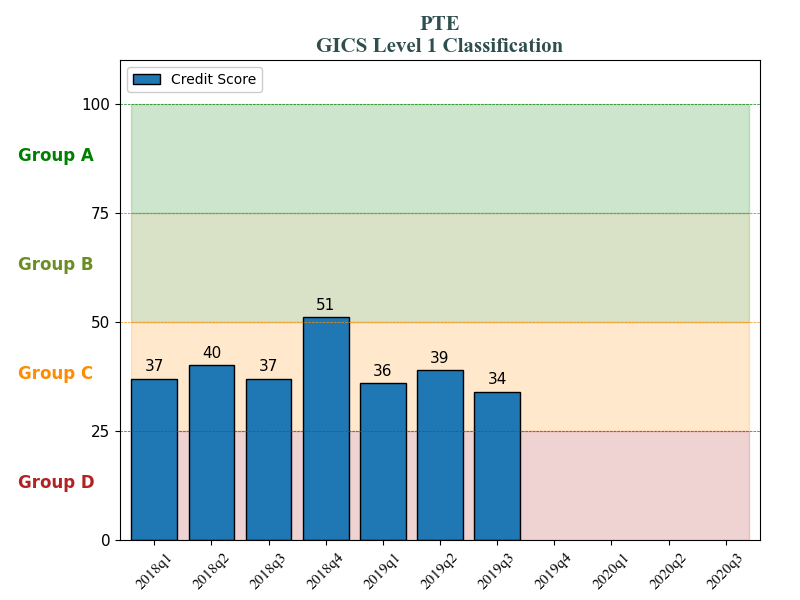 PTE
GICS Level 1 Classification
Credit Score
100
Group A
75
Group B
51
50
40
39
37
37
36
34
Group C
25
Group D
0
2018q1
2018q2
2018q3
2018q4
2019q1
2019q2
2019q3
2019q4
2020q1
2020q2
2020q3